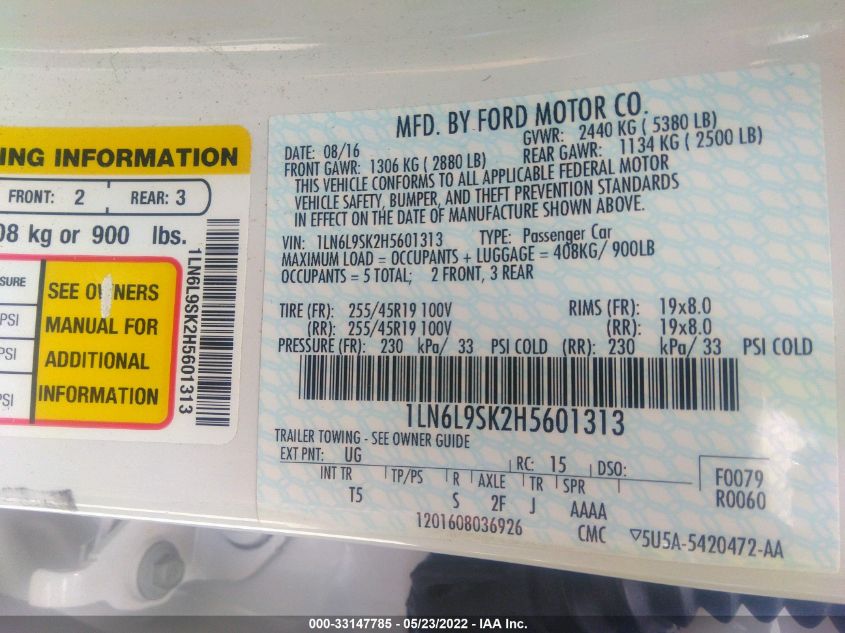 ING INFORMATION
FRONT: 2 REAR: 3
08 kg or 900 lbs.
SURE
PSI
PSI
PSI
SEE OWNERS
MANUAL FOR
ADDITIONAL
INFORMATION
1LN6L9SK2H5601313
MFD. BY FORD MOTOR CO.
DATE: 08/16 GVWR: 2440 KG ( 5380 LB)
FRONT GAWR: 1306 KG ( 2880 LB) REAR GAWR: 1134 KG ( 2500 LB)
THIS VEHICLE CONFORMS TO ALL APPLICABLE FEDERAL MOTOR
VEHICLE SAFETY, BUMPER, AND THEFT PREVENTION STANDARDS
IN EFFECT ON THE DATE OF MANUFACTURE SHOWN ABOVE.
VIN: 1LN6L9SK2H5601313 TYPE: Passenger Car
MAXIMUM LOAD = OCCUPANTS + LUGGAGE = 408KG/ 900LB
OCCUPANTS = 5 TOTAL; 2 FRONT, 3 REAR
TIRE (FR): 255/45R19 100V RIMS (FR): 19x8.0
(RR): 255/45R19 100V (RR): 19x8.0
PRESSURE (FR): 230 kPa/ 33 PSI COLD (RR): 230 kPa/ 33 PSI COLD
1LN6L9SK2H5601313
TRAILER TOWING - SEE OWNER GUIDE
EXT PNT: UG RC: 15 DSO: F0079
INT TR TP/PS R AXLE TR SPR R0060
T5 S 2F J AAAA
1201608036926 CMC ▽5U5A-5420472-AA
000-33147785 - 05/23/2022 - IAA Inc.